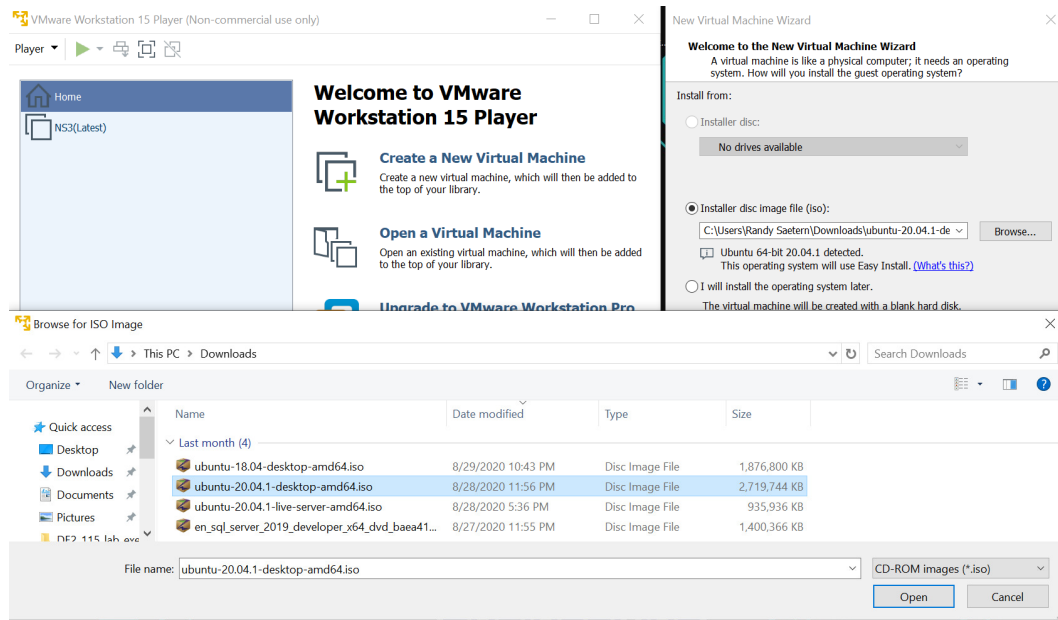 VMware Workstation 15 Player (Non-commercial use only)
Player
Home
NS3(Latest)
Welcome to VMware
Workstation 15 Player
Create a New Virtual Machine
Create a new virtual machine, which will then be added to
the top of your library.
Open a Virtual Machine
Open an existing virtual machine, which will then be added
to the top of your library.
Upgrade to VMware Workstation Pro
New Virtual Machine Wizard
Welcome to the New Virtual Machine Wizard
A virtual machine is like a physical computer; it needs an operating
system. How will you install the guest operating system?
Install from:
Installer disc:
No drives available
Installer disc image file (iso):
C:\Users\Randy Saetern\Downloads\ubuntu-20.04.1-de
Browse...
Ubuntu 64-bit 20.04.1 detected.
This operating system will use Easy Install. (What's this?)
I will install the operating system later.
The virtual machine will be created with a blank hard disk.
Browse for ISO Image
This PC > Downloads
Search Downloads
Organize
New folder
Quick access
Desktop
Downloads
Documents
Pictures
DF2_115_lab_exe
Name Date modified Type Size
Last month (4)
ubuntu-18.04-desktop-amd64.iso 8/29/2020 10:43 PM Disc Image File 1,876,800 KB
ubuntu-20.04.1-desktop-amd64.iso 8/28/2020 11:56 PM Disc Image File 2,719,744 KB
ubuntu-20.04.1-live-server-amd64.iso 8/28/2020 5:36 PM Disc Image File 935,936 KB
en_sql_server_2019_developer_x64_dvd_baea41... 8/27/2020 11:55 PM Disc Image File 1,400,366 KB
File name: ubuntu-20.04.1-desktop-amd64.iso
CD-ROM images (*.iso)
Open
Cancel